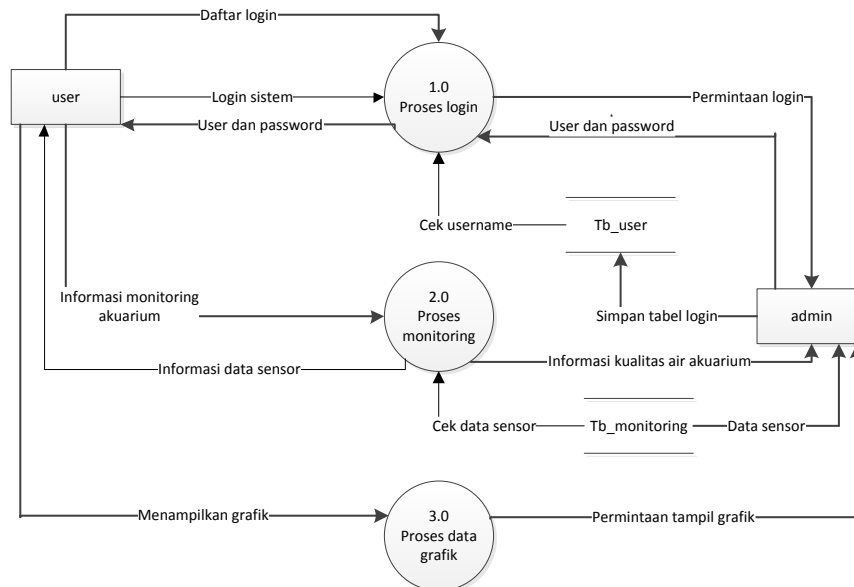 Daftar login
user
Login sistem
1.0
Proses login
Permintaan login
User dan password
User dan password
Cek username
Tb_user
Informasi monitoring
akuarium
2.0
Proses
monitoring
Simpan tabel login
admin
Informasi data sensor
Informasi kualitas air akuarium
Cek data sensor
Tb_monitoring
Data sensor
Menampilkan grafik
3.0
Proses data
grafik
Permintaan tampil grafik